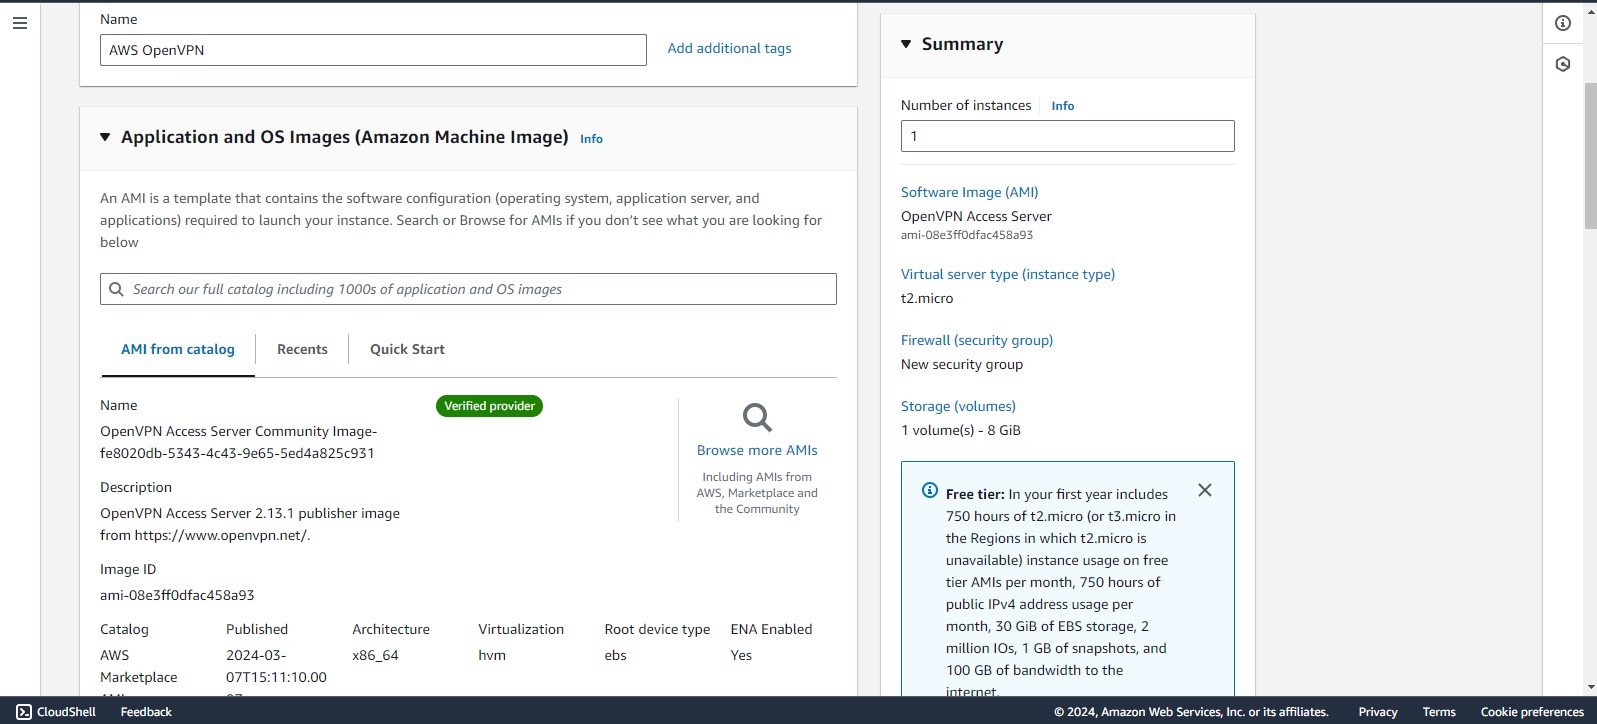 Name
AWS OpenVPN
Add additional tags
Application and OS Images (Amazon Machine Image) Info
An AMI is a template that contains the software configuration (operating system, application server, and
applications) required to launch your instance. Search or Browse for AMIs if you don't see what you are looking for
below
Search our full catalog including 1000s of application and OS images
AMI from catalog
Recents
Quick Start
Name
Verified provider
OpenVPN Access Server Community Image-
fe8020db-5343-4c43-9e65-5ed4a825c931
Description
OpenVPN Access Server 2.13.1 publisher image
from https://www.openvpn.net/.
Image ID
ami-08e3ff0dfac458a93
Browse more AMIs
Including AMIs from
AWS, Marketplace and
the Community
Catalog Published Architecture Virtualization Root device type ENA Enabled
AWS 2024-03- x86_64 hvm ebs Yes
Marketplace 07T15:11:10.00
Summary
Number of instances Info
1
Software Image (AMI)
OpenVPN Access Server
ami-08e3ff0dfac458a93
Virtual server type (instance type)
t2.micro
Firewall (security group)
New security group
Storage (volumes)
1 volume(s) - 8 GiB
Free tier: In your first year includes
750 hours of t2.micro (or t3.micro in
the Regions in which t2.micro is
unavailable) instance usage on free
tier AMIs per month, 750 hours of
public IPv4 address usage per
month, 30 GiB of EBS storage, 2
million IOs, 1 GB of snapshots, and
100 GB of bandwidth to the
internet.
CloudShell Feedback
© 2024, Amazon Web Services, Inc. or its affiliates. Privacy Terms Cookie preferences